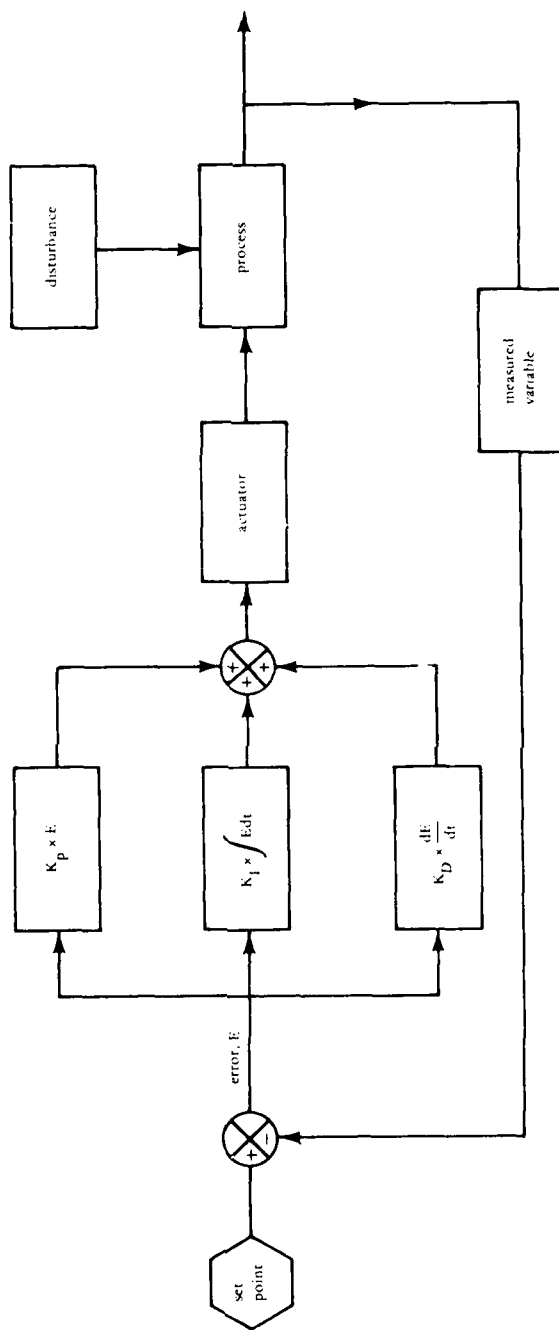 set
point
+
−
error, E
K_p × E
K_I × ∫ Edt
K_D × dE/dt
+
+
+
actuator
process
disturbance
measured
variable